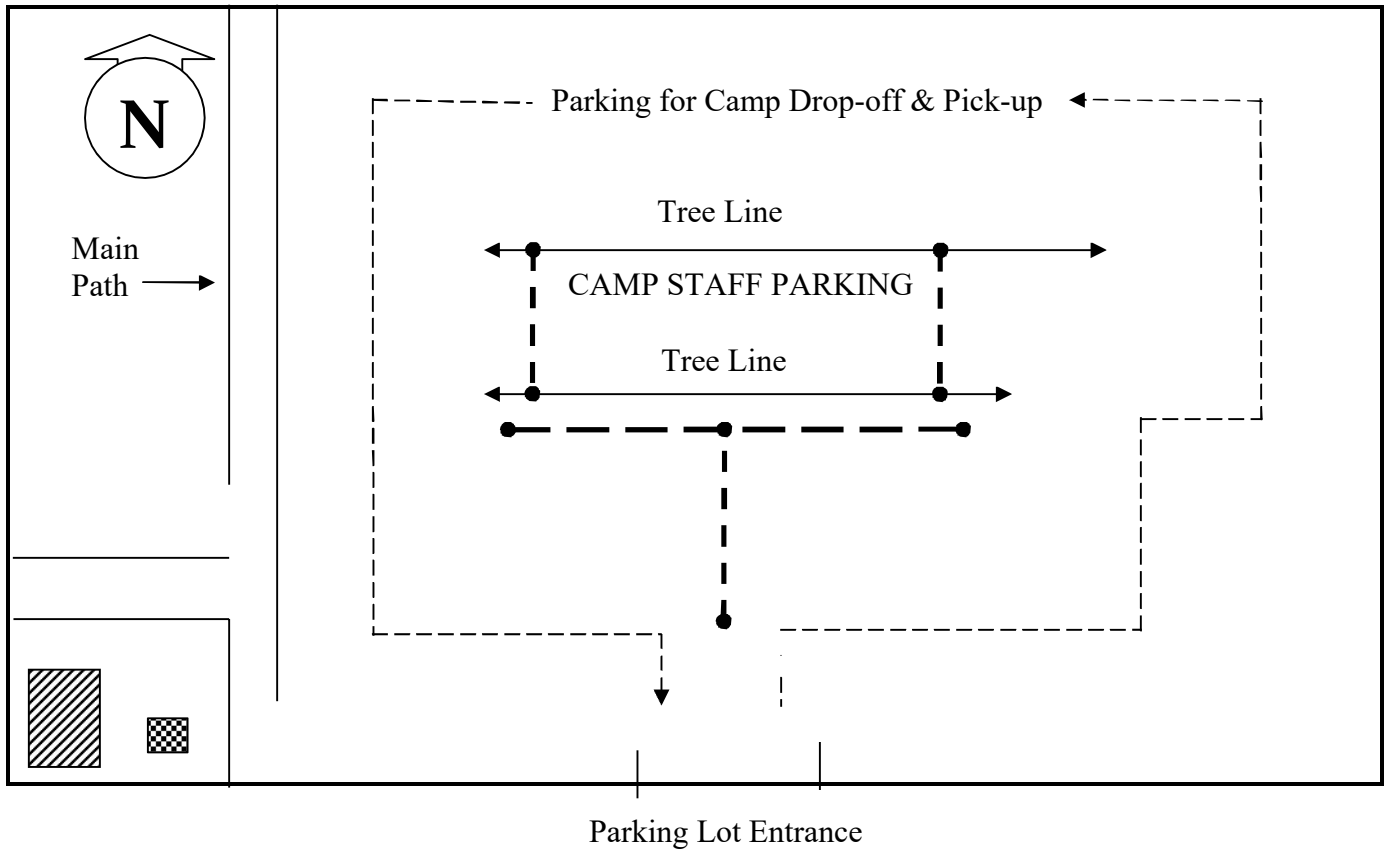 N
Parking for Camp Drop-off & Pick-up
Tree Line
Main
Path
CAMP STAFF PARKING
Tree Line
Parking Lot Entrance